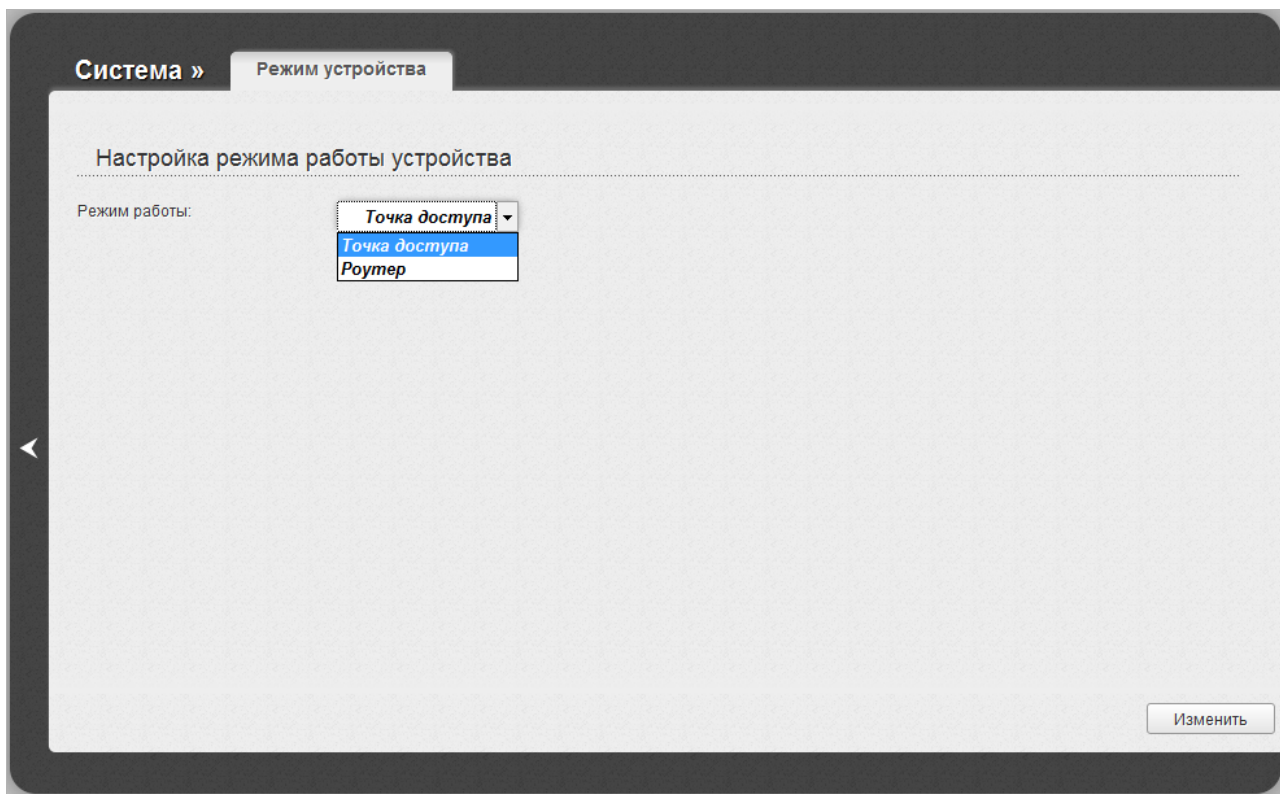 Система »
Режим устройства
Настройка режима работы устройства
Режим работы:
Точка доступа
Точка доступа
Роутер
Изменить